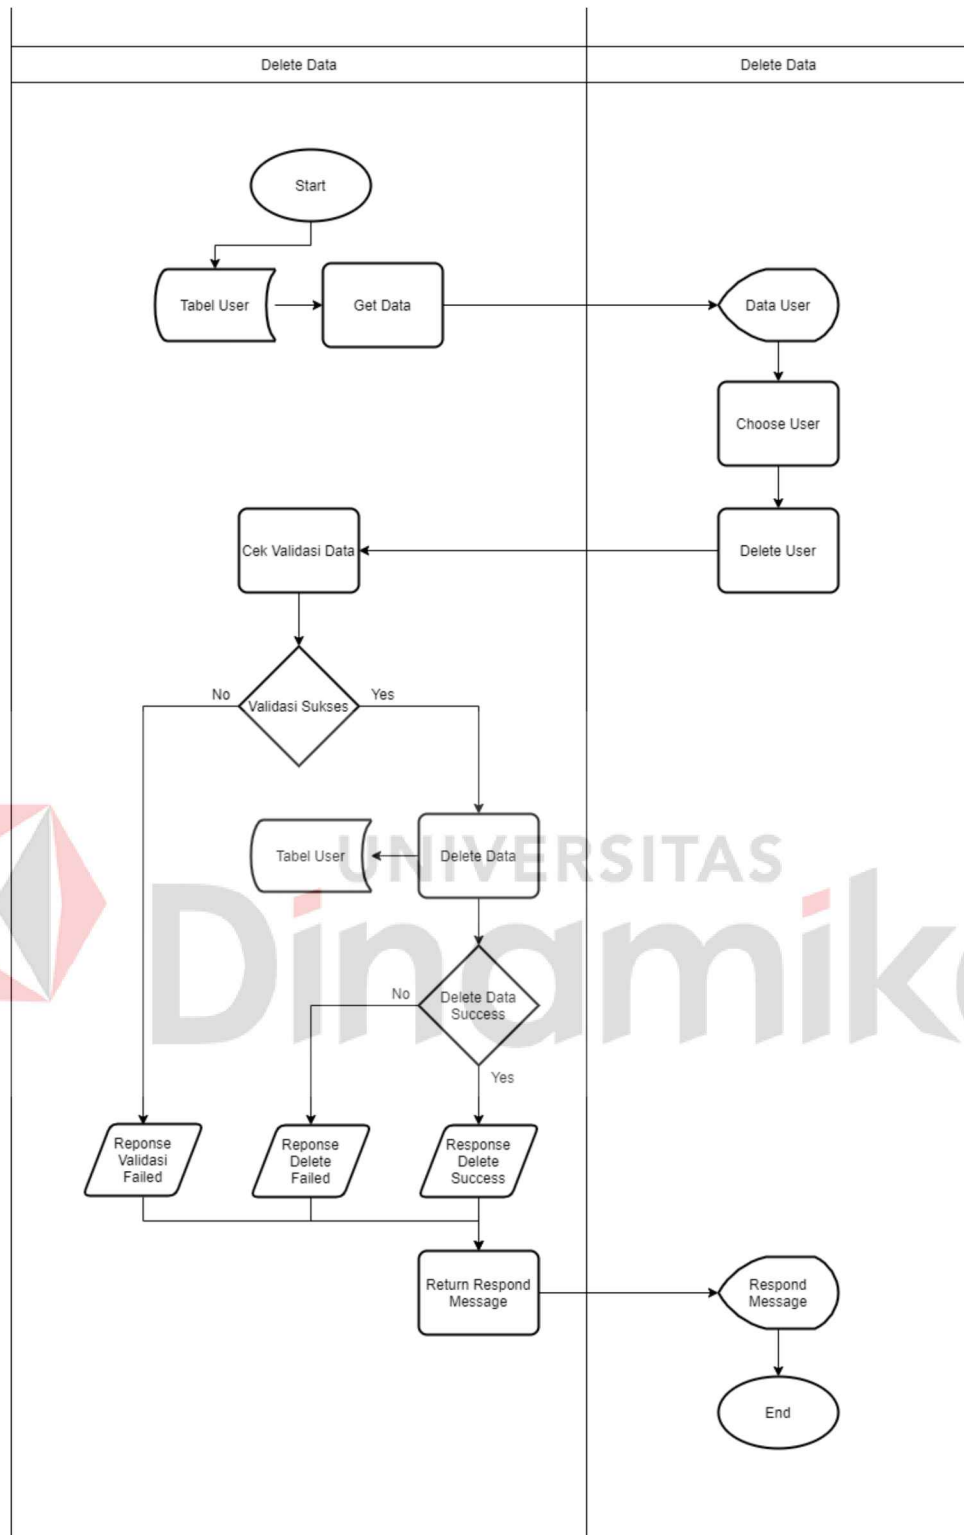 Delete Data
Delete Data
Start
Tabel User
Get Data
Data User
Choose User
Cek Validasi Data
Delete User
No
Validasi Sukses
Yes
Tabel User
Delete Data
UNIVERSITAS
Dinamika
No
Delete Data
Success
Yes
Reponse
Validasi
Failed
Reponse
Delete
Failed
Response
Delete
Success
Return Respond
Message
Respond
Message
End